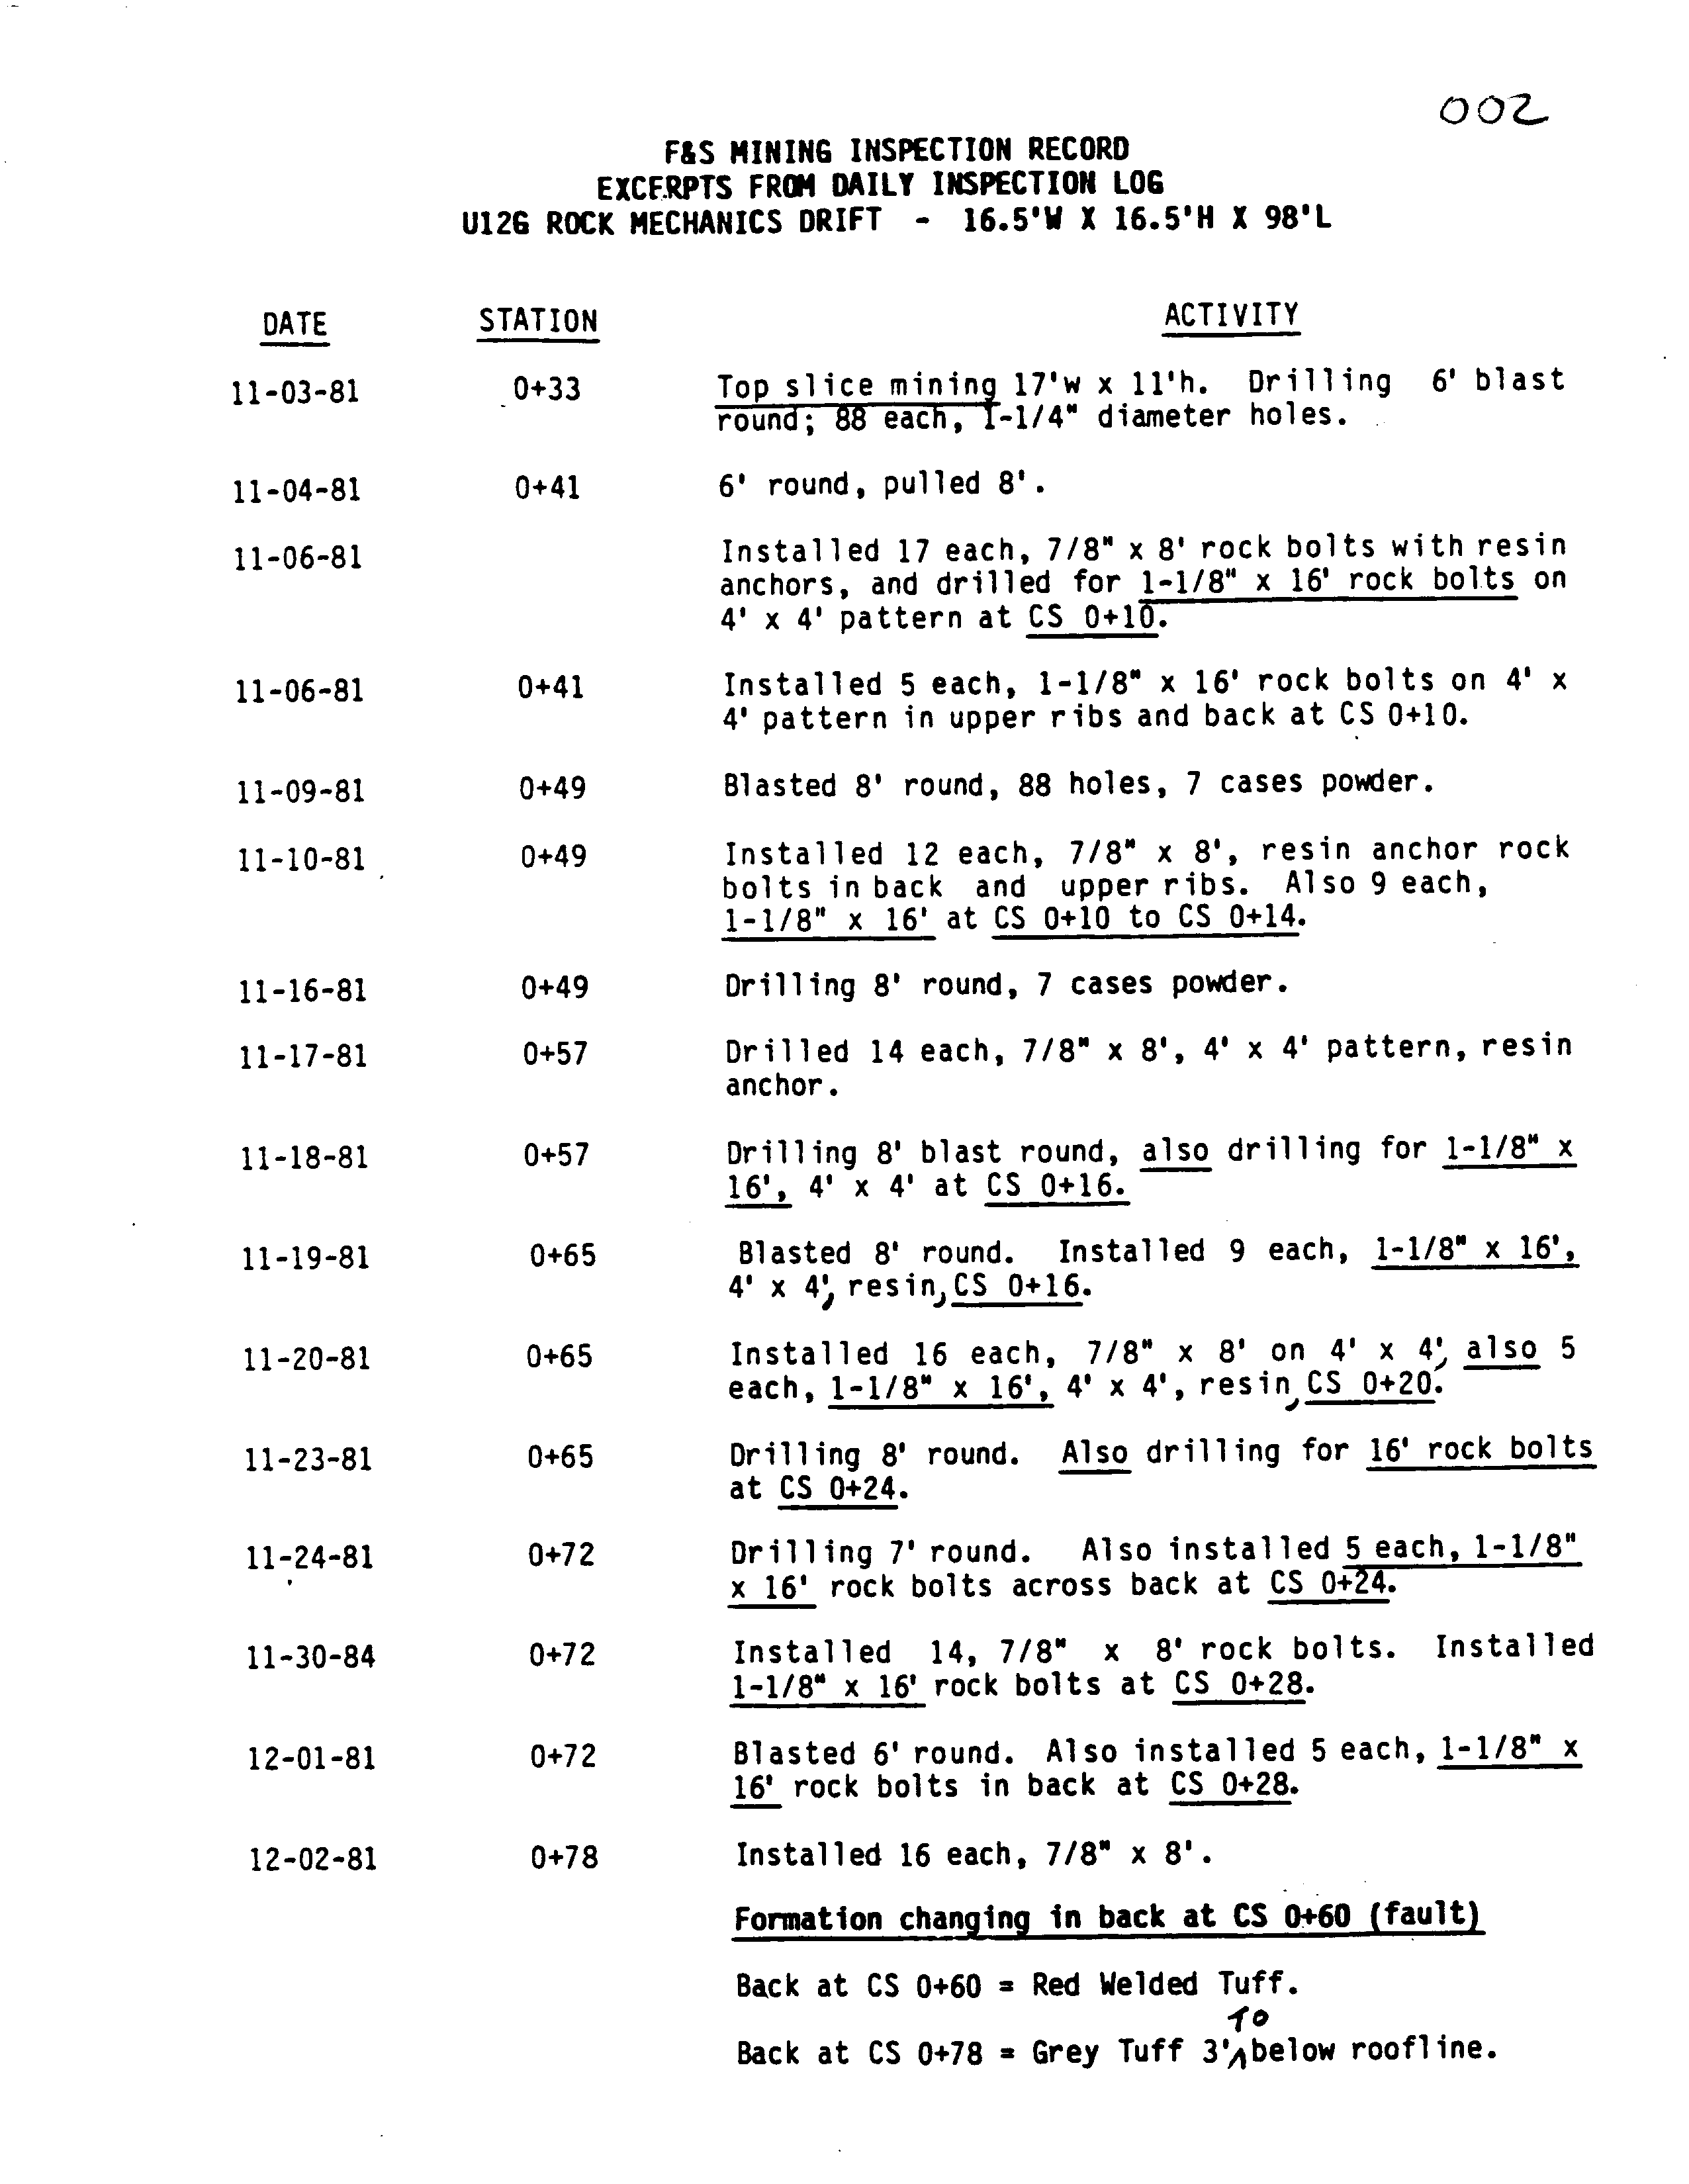 002
F&S MINING INSPECTION RECORD
EXCERPTS FROM DAILY INSPECTION LOG
U12G ROCK MECHANICS DRIFT - 16.5'W X 16.5'H X 98'L
DATE STATION ACTIVITY
11-03-81 0+33 Top slice mining 17'w x 11'h. Drilling 6' blast
round; 88 each, 1-1/4" diameter holes.
11-04-81 0+41 6' round, pulled 8'.
11-06-81 Installed 17 each, 7/8" x 8' rock bolts with resin
anchors, and drilled for 1-1/8" x 16' rock bolts on
4' x 4' pattern at CS 0+10.
11-06-81 0+41 Installed 5 each, 1-1/8" x 16' rock bolts on 4' x
4' pattern in upper ribs and back at CS 0+10.
11-09-81 0+49 Blasted 8' round, 88 holes, 7 cases powder.
11-10-81 0+49 Installed 12 each, 7/8" x 8', resin anchor rock
bolts in back and upper ribs. Also 9 each,
1-1/8" x 16' at CS 0+10 to CS 0+14.
11-16-81 0+49 Drilling 8' round, 7 cases powder.
11-17-81 0+57 Drilled 14 each, 7/8" x 8', 4' x 4' pattern, resin
anchor.
11-18-81 0+57 Drilling 8' blast round, also drilling for 1-1/8" x
16', 4' x 4' at CS 0+16.
11-19-81 0+65 Blasted 8' round. Installed 9 each, 1-1/8" x 16',
4' x 4', resin, CS 0+16.
11-20-81 0+65 Installed 16 each, 7/8" x 8' on 4' x 4', also 5
each, 1-1/8" x 16', 4' x 4', resin, CS 0+20.
11-23-81 0+65 Drilling 8' round. Also drilling for 16' rock bolts
at CS 0+24.
11-24-81 0+72 Drilling 7' round. Also installed 5 each, 1-1/8"
x 16' rock bolts across back at CS 0+24.
11-30-84 0+72 Installed 14, 7/8" x 8' rock bolts. Installed
1-1/8" x 16' rock bolts at CS 0+28.
12-01-81 0+72 Blasted 6' round. Also installed 5 each, 1-1/8" x
16' rock bolts in back at CS 0+28.
12-02-81 0+78 Installed 16 each, 7/8" x 8'.
Formation changing in back at CS 0+60 (fault)
Back at CS 0+60 = Red Welded Tuff.
TO
Back at CS 0+78 = Grey Tuff 3'^below roofline.